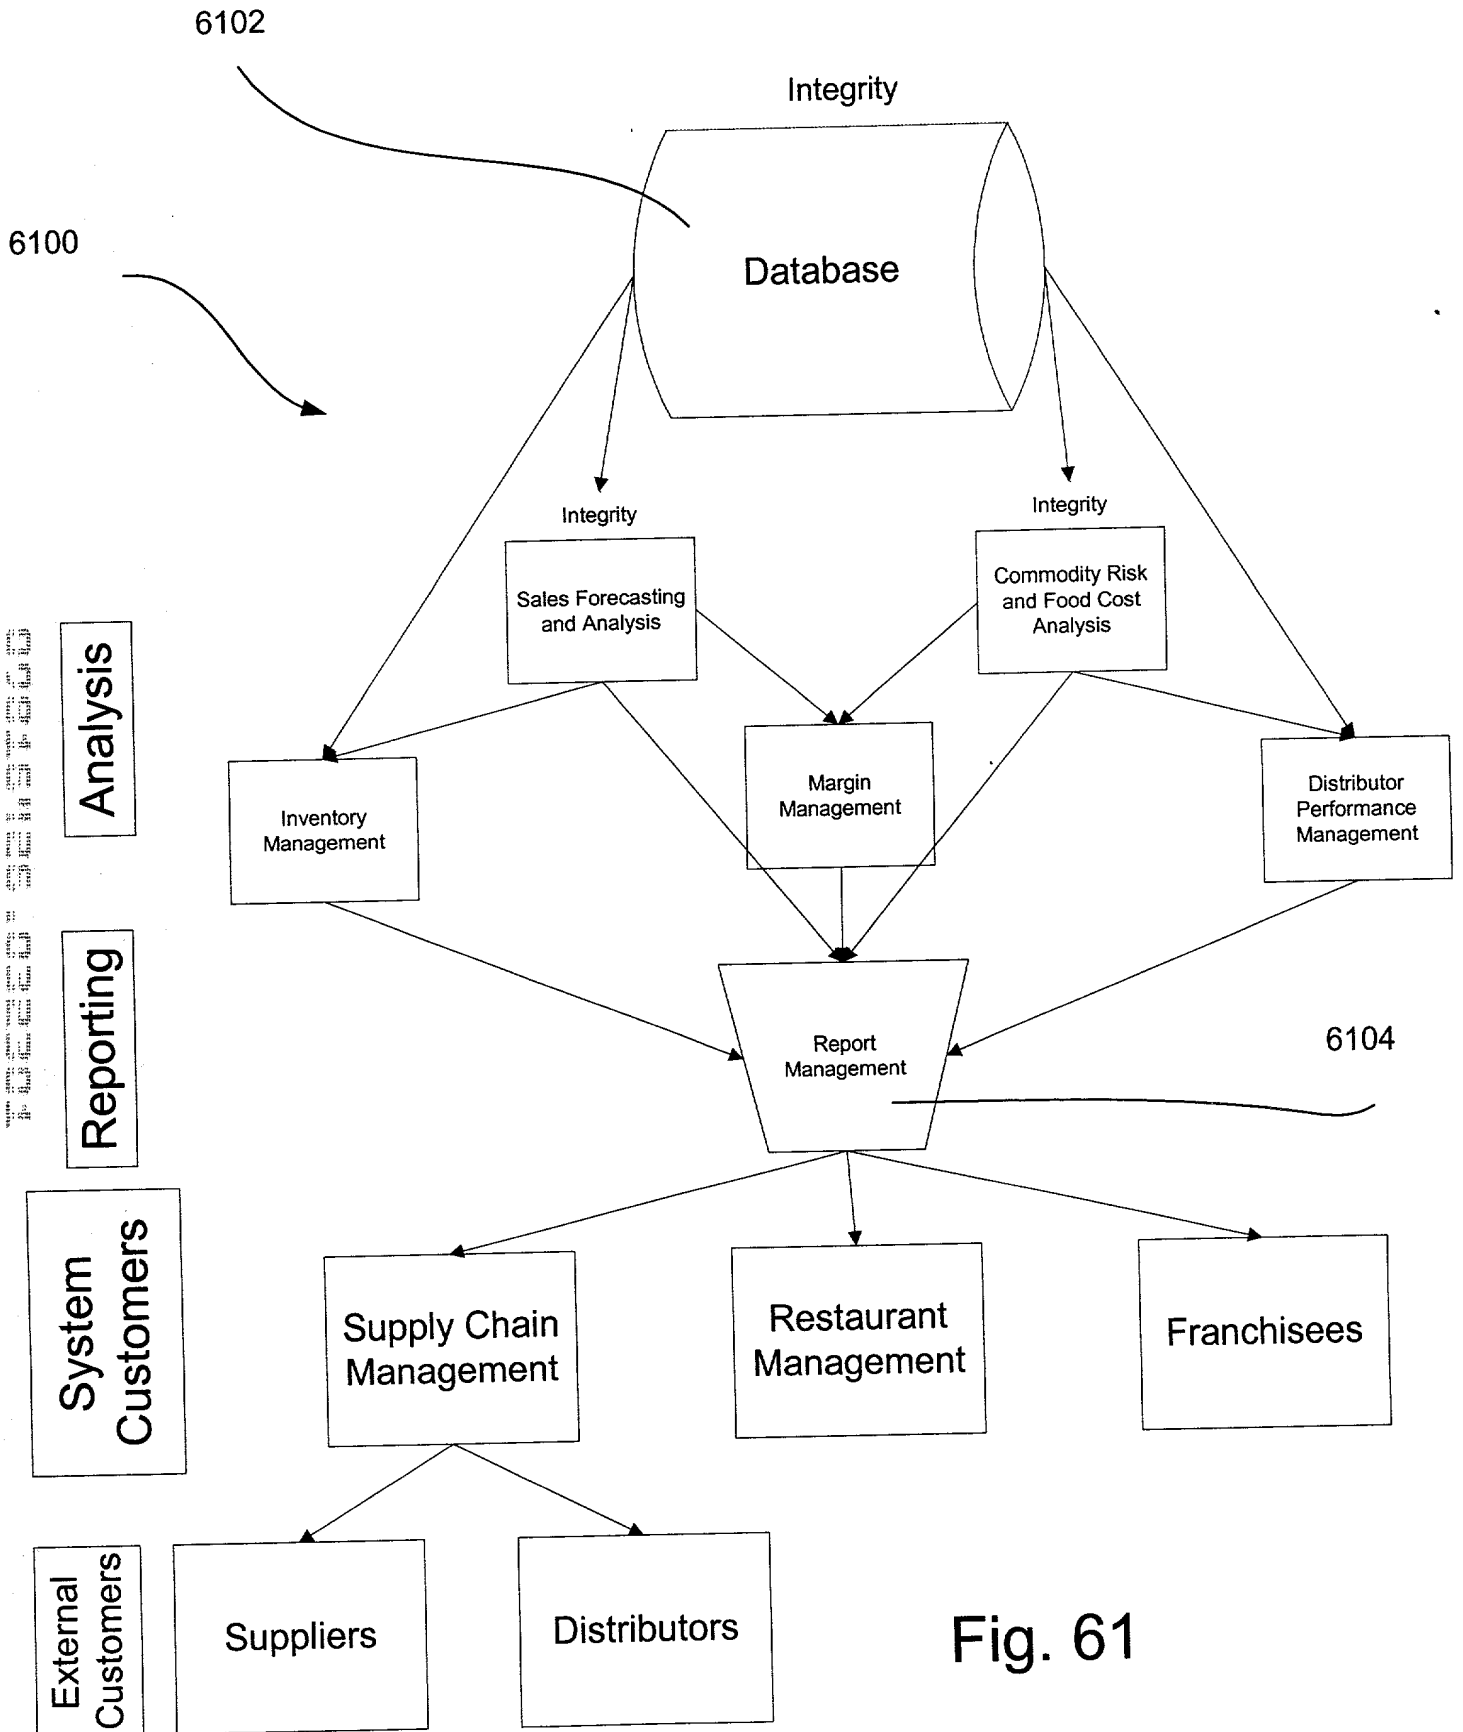 6102
Integrity
6100
Database
Integrity
Integrity
Sales Forecasting
and Analysis
Commodity Risk
and Food Cost
Analysis
Analysis
Inventory
Management
Margin
Management
Distributor
Performance
Management
Reporting
Report
Management
6104
System
Customers
Supply Chain
Management
Restaurant
Management
Franchisees
External
Customers
Suppliers
Distributors
Fig. 61